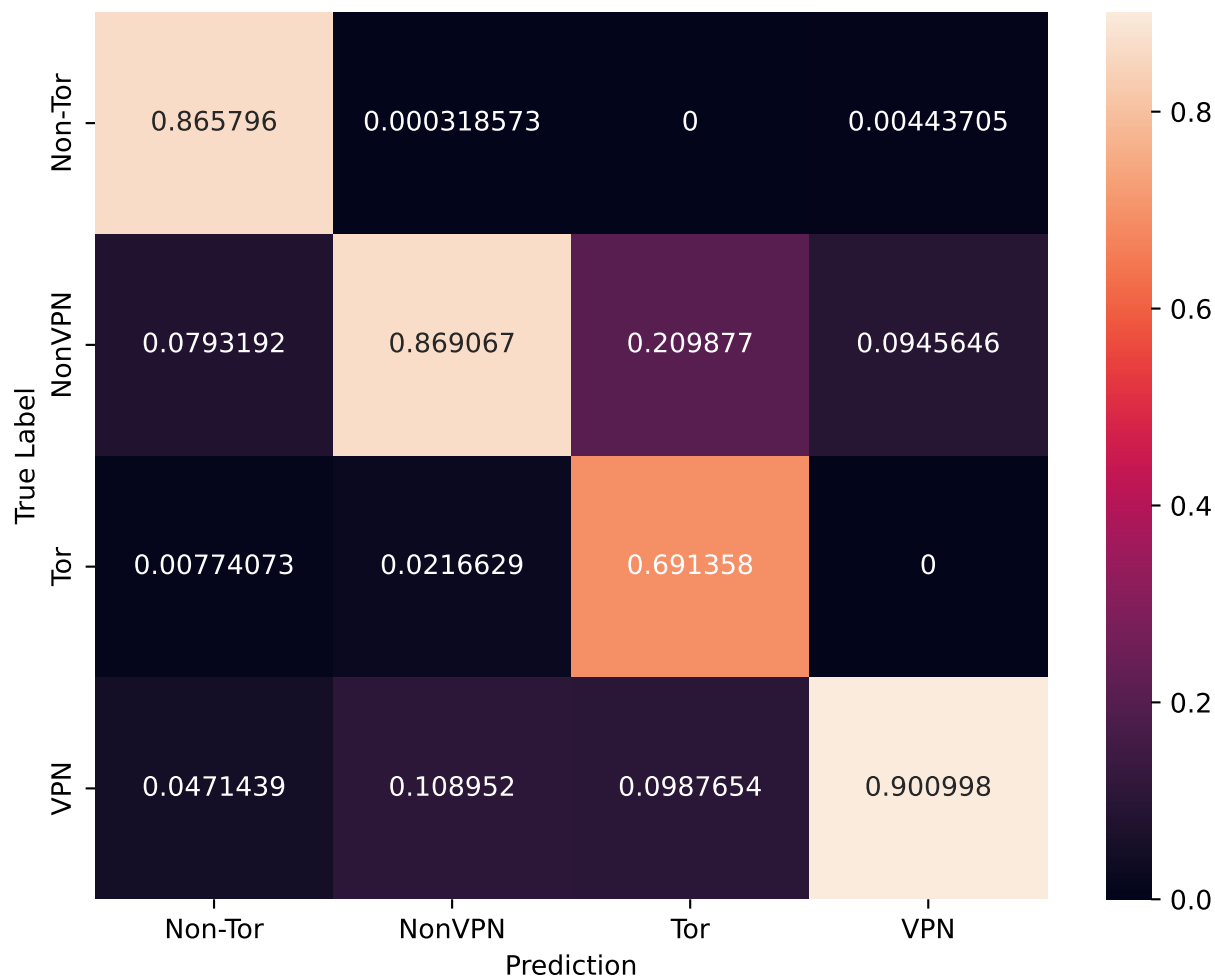 True Label
Non-Tor
0.865796
0.000318573
0
0.00443705
NonVPN
0.0793192
0.869067
0.209877
0.0945646
Tor
0.00774073
0.0216629
0.691358
0
VPN
0.0471439
0.108952
0.0987654
0.900998
Non-Tor
NonVPN
Tor
VPN
Prediction
0.8
0.6
0.4
0.2
0.0